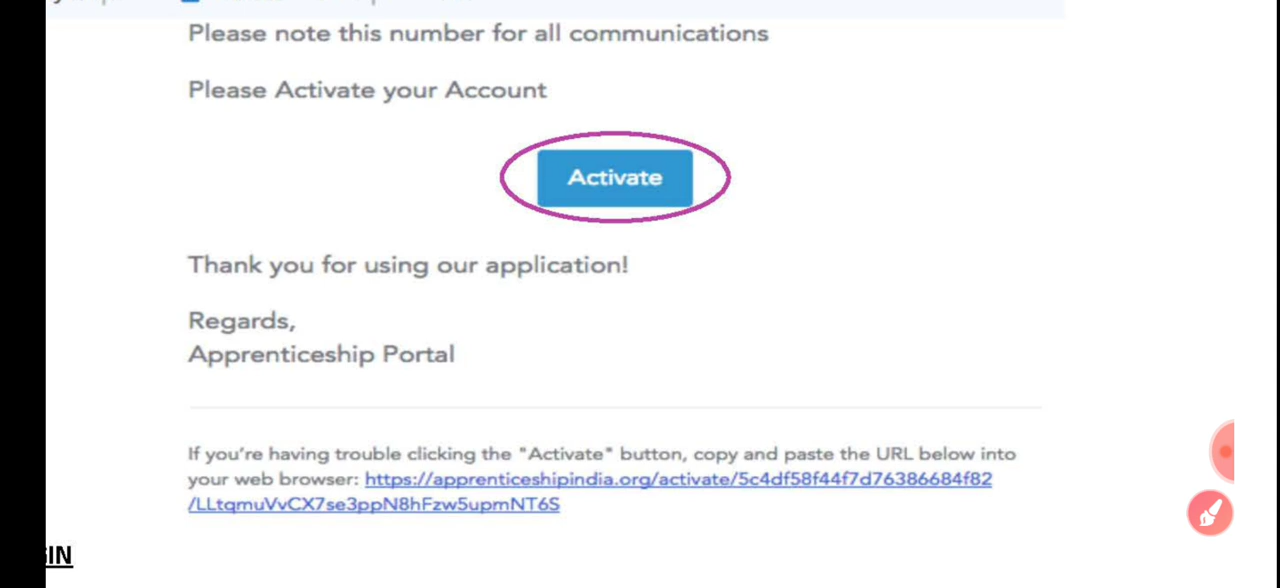 Please note this number for all communications
Please Activate your Account
Activate
Thank you for using our application!
Regards,
Apprenticeship Portal
If you're having trouble clicking the "Activate" button, copy and paste the URL below into
your web browser: https://apprenticeshipindia.org/activate/5c4df58f44f7d76386684f82
/LLtqmuVvCX7se3ppN8hFzw5upmNT6S
IN